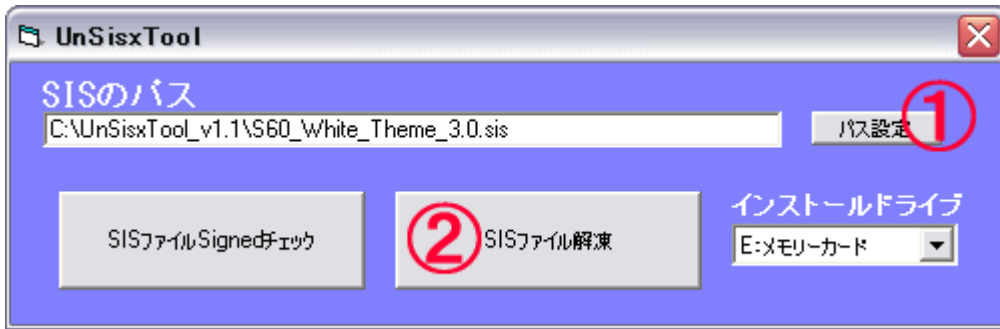 UnSisxTool
SISのパス
C:\UnSisxTool_v1.1\S60_White_Theme_3.0.sis
パス設定
①
SISファイルSignedチェック
②
SISファイル解凍
インストールドライブ
E:メモリーカード